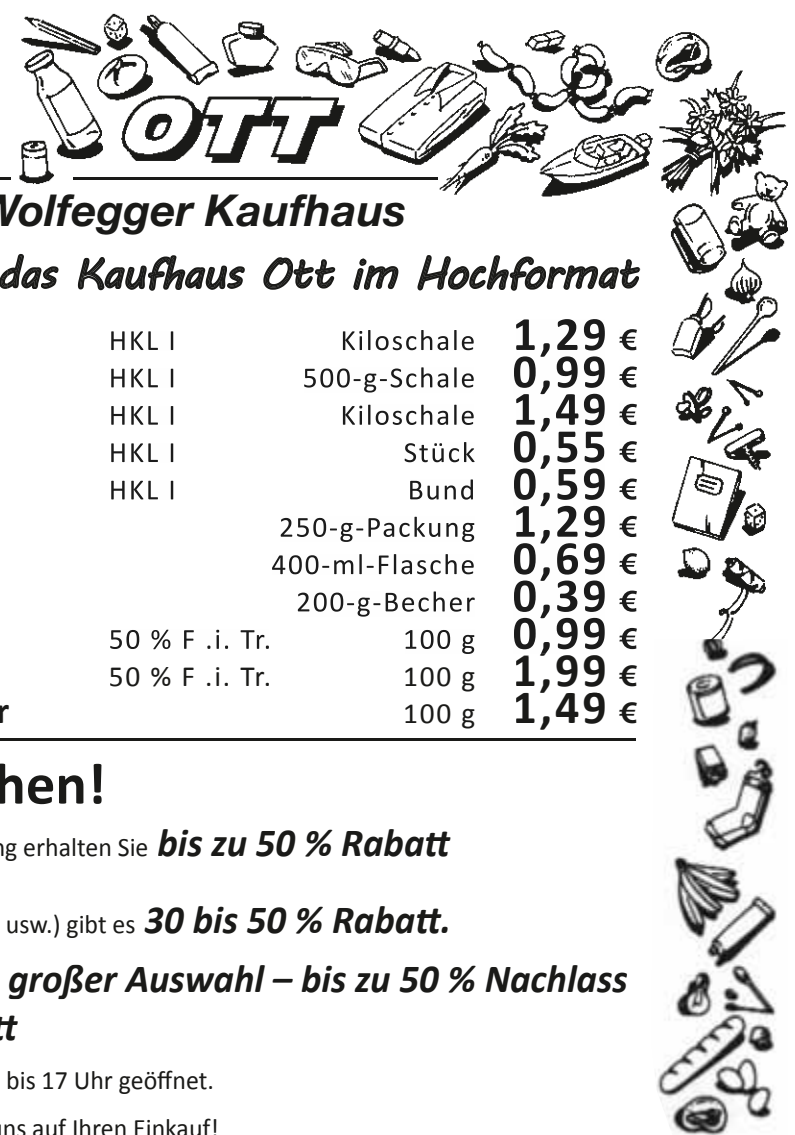 OTT
Wolfegger Kaufhaus
das Kaufhaus Ott im Hochformat
HKL I Kiloschale 1,29 €
HKL I 500-g-Schale 0,99 €
HKL I Kiloschale 1,49 €
HKL I Stück 0,55 €
HKL I Bund 0,59 €
250-g-Packung 1,29 €
400-ml-Flasche 0,69 €
200-g-Becher 0,39 €
50 % F .i. Tr. 100 g 0,99 €
50 % F .i. Tr. 100 g 1,99 €
r 100 g 1,49 €
hen!
ng erhalten Sie bis zu 50 % Rabatt
usw.) gibt es 30 bis 50 % Rabatt.
großer Auswahl – bis zu 50 % Nachlass
tt
bis 17 Uhr geöffnet.
uns auf Ihren Einkauf!